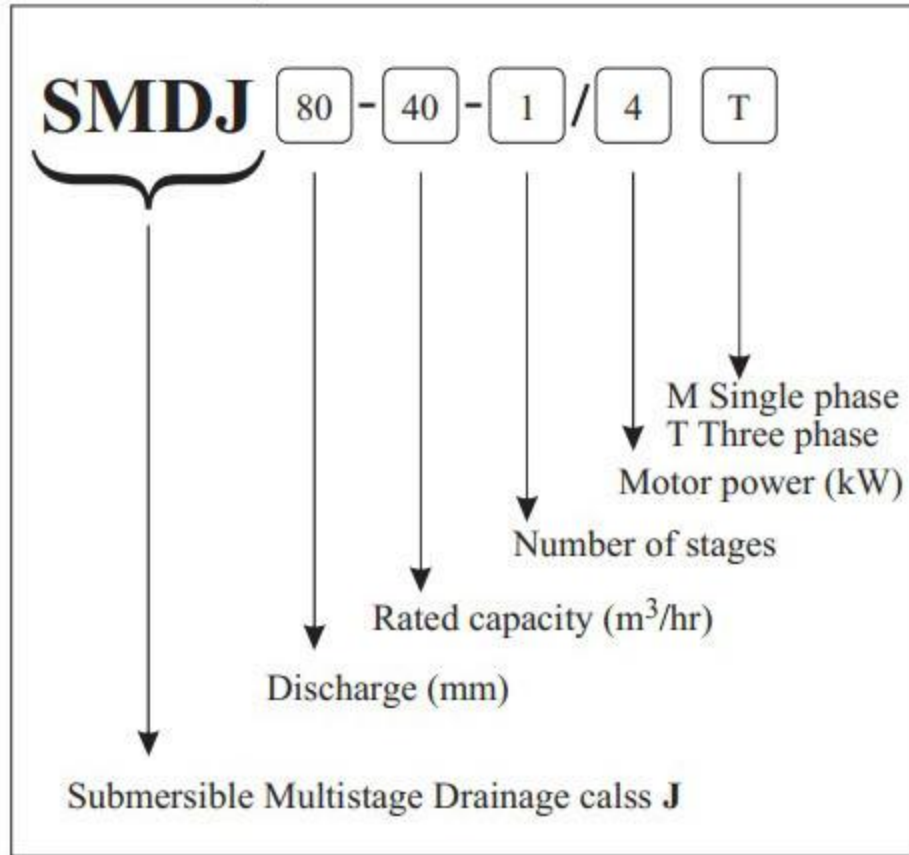 SMDJ 80 - 40 - 1 / 4 T
M Single phase
T Three phase
Motor power (kW)
Number of stages
Rated capacity (m³/hr)
Discharge (mm)
Submersible Multistage Drainage calss J